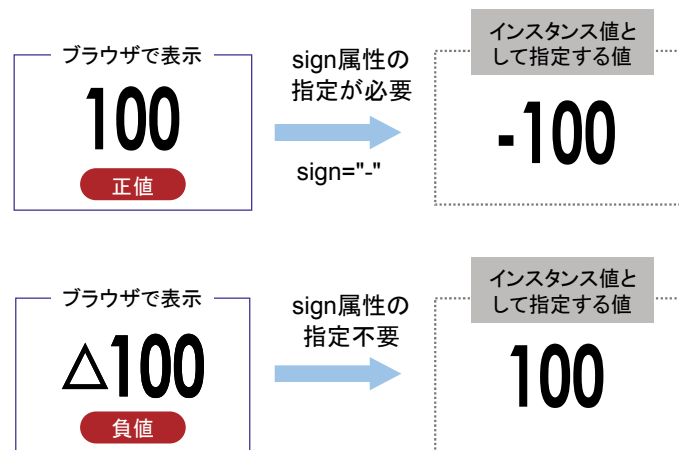 ブラウザで表示
100
正値
sign属性の
指定が必要
sign="-"
インスタンス値と
して指定する値
-100
ブラウザで表示
△100
負値
sign属性の
指定不要
インスタンス値と
して指定する値
100